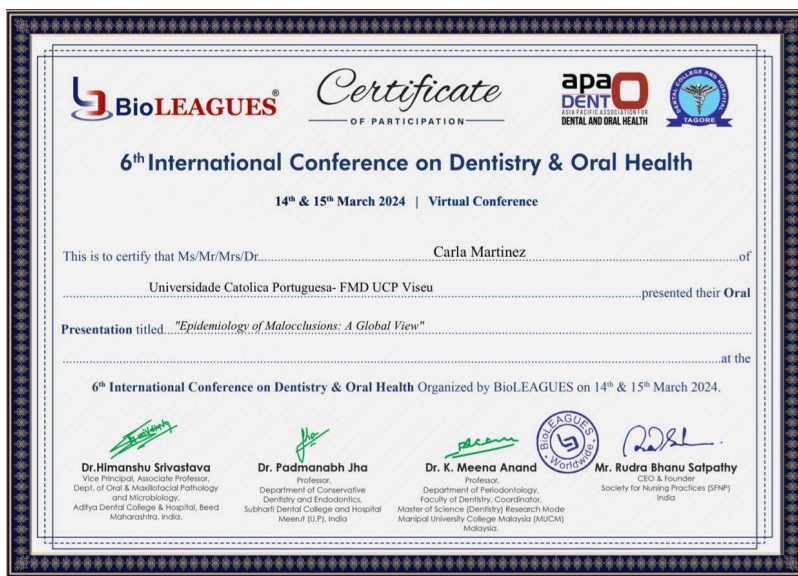 BioLEAGUES®
Certificate
OF PARTICIPATION
apaO
DENT
ASIA PACIFIC ASSOCIATION FOR
DENTAL AND ORAL HEALTH
DENTAL COLLEGE AND HOSPITAL
TAGORE
6th International Conference on Dentistry & Oral Health
14th & 15th March 2024 | Virtual Conference
This is to certify that Ms/Mr/Mrs/Dr. Carla Martinez of
Universidade Catolica Portuguesa- FMD UCP Viseu presented their Oral
Presentation titled. "Epidemiology of Malocclusions: A Global View"
at the
6th International Conference on Dentistry & Oral Health Organized by BioLEAGUES on 14th & 15th March 2024.
BioLEAGUES
Worldwide
Dr.Himanshu Srivastava
Vice Principal, Associate Professor,
Dept. of Oral & Maxillofacial Pathology
and Microbiology,
Aditya Dental College & Hospital, Beed
Maharashtra, India.
Dr. Padmanabh Jha
Professor,
Department of Conservative
Dentistry and Endodontics,
Subharti Dental College and Hospital
Meerut (U.P), India
Dr. K. Meena Anand
Professor,
Department of Periodontology,
Faculty of Dentistry, Coordinator,
Master of Science (Dentistry) Research Mode
Manipal University College Malaysia (MUCM)
Malaysia.
Mr. Rudra Bhanu Satpathy
CEO & Founder
Society for Nursing Practices (SFNP)
India